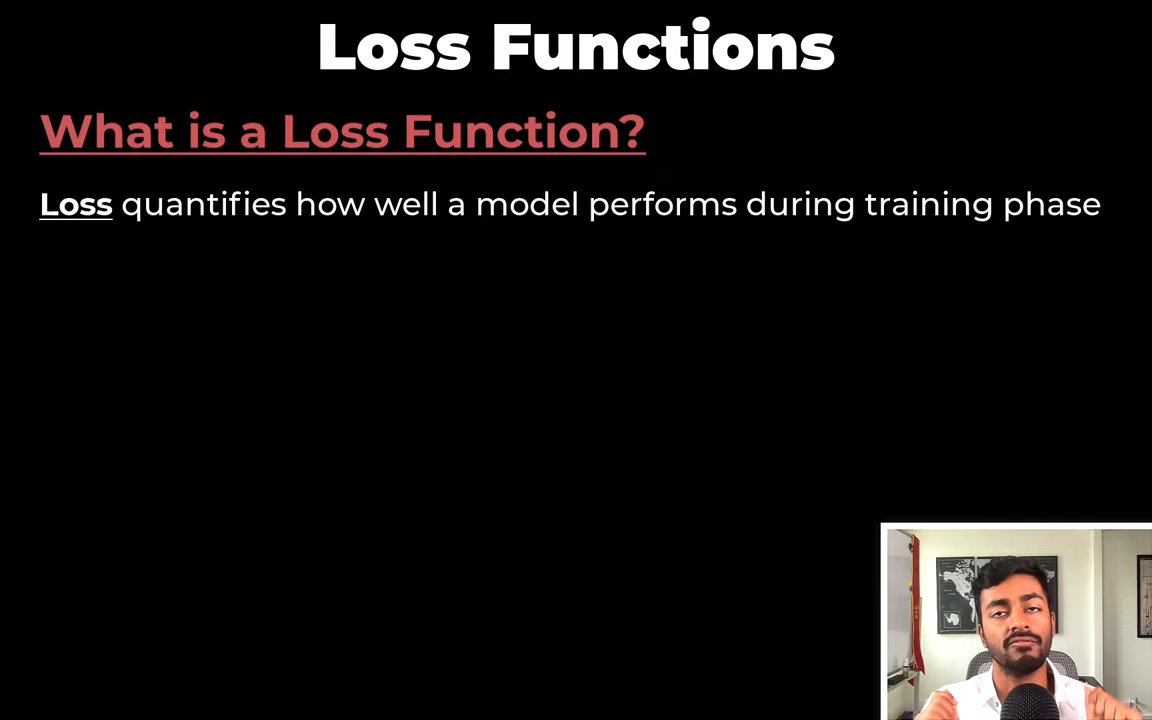 Loss Functions
What is a Loss Function?
Loss quantifies how well a model performs during training phase